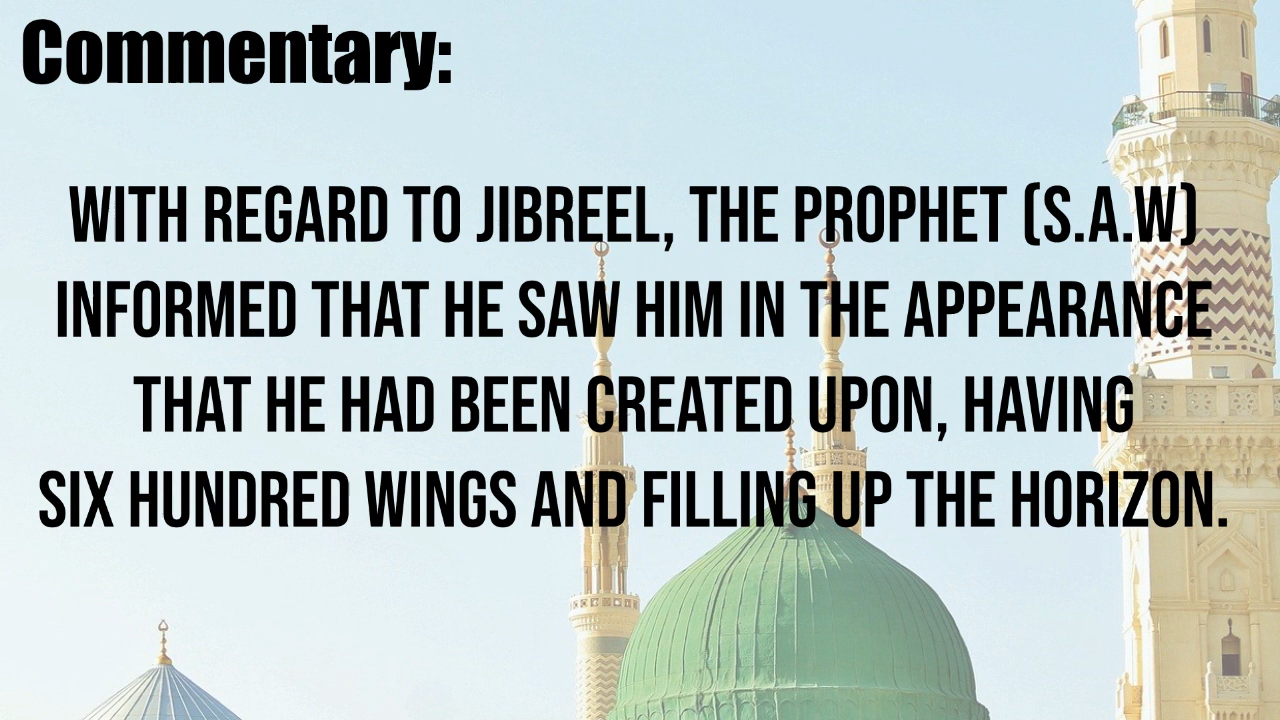 Commentary:
WITH REGARD TO JIBREEL, THE PROPHET (S.A.W)
INFORMED THAT HE SAW HIM IN THE APPEARANCE
THAT HE HAD BEEN CREATED UPON, HAVING
SIX HUNDRED WINGS AND FILLING UP THE HORIZON.